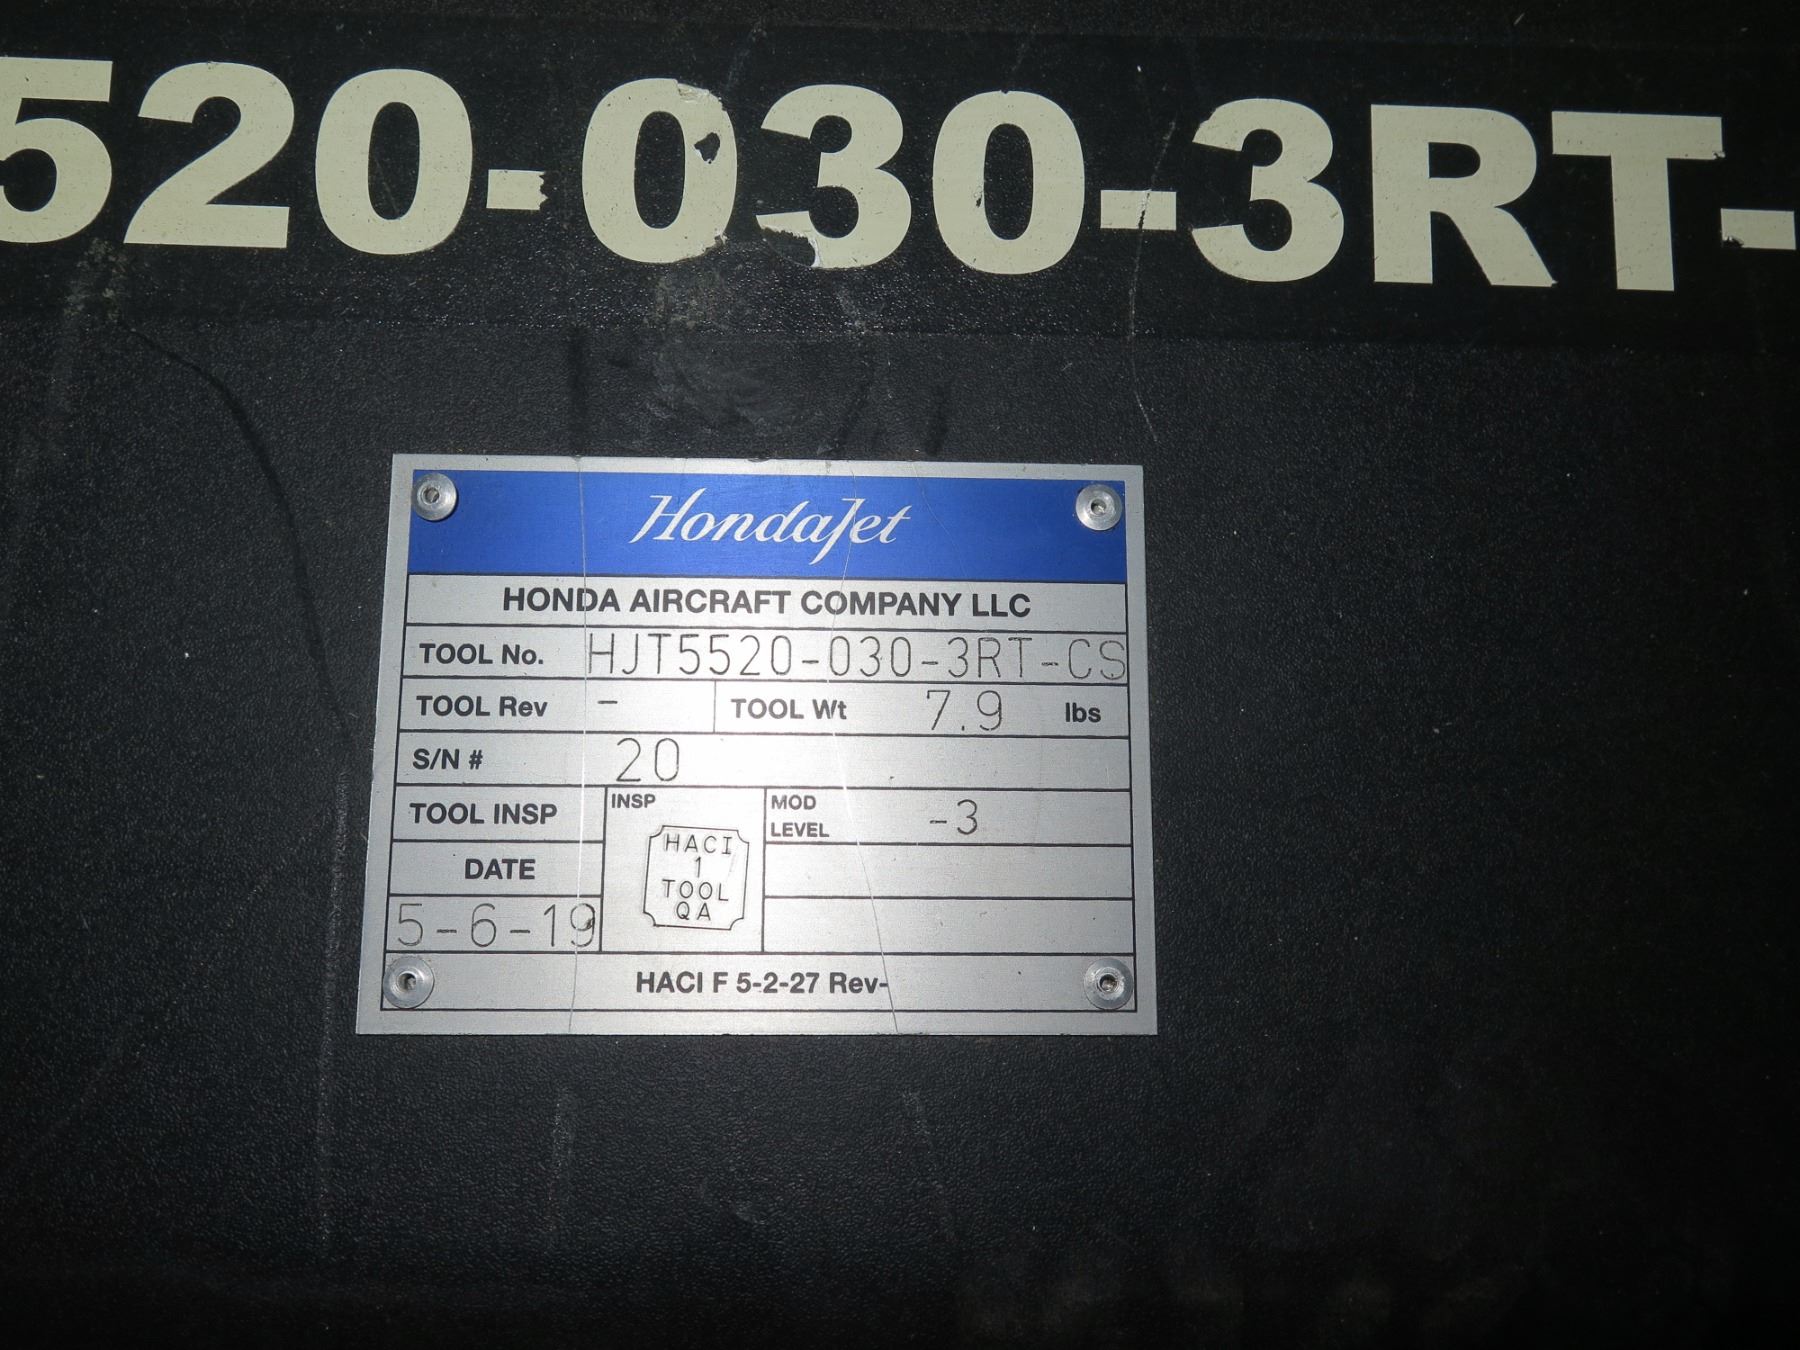 520-030-3RT-
HondaJet
HONDA AIRCRAFT COMPANY LLC
TOOL No. HJT5520-030-3RT-CS
TOOL Rev - TOOL Wt 7.9 lbs
S/N # 20
TOOL INSP
INSP
HACI
1
TOOL
QA
MOD
LEVEL -3
DATE
5-6-19
HACI F 5-2-27 Rev-